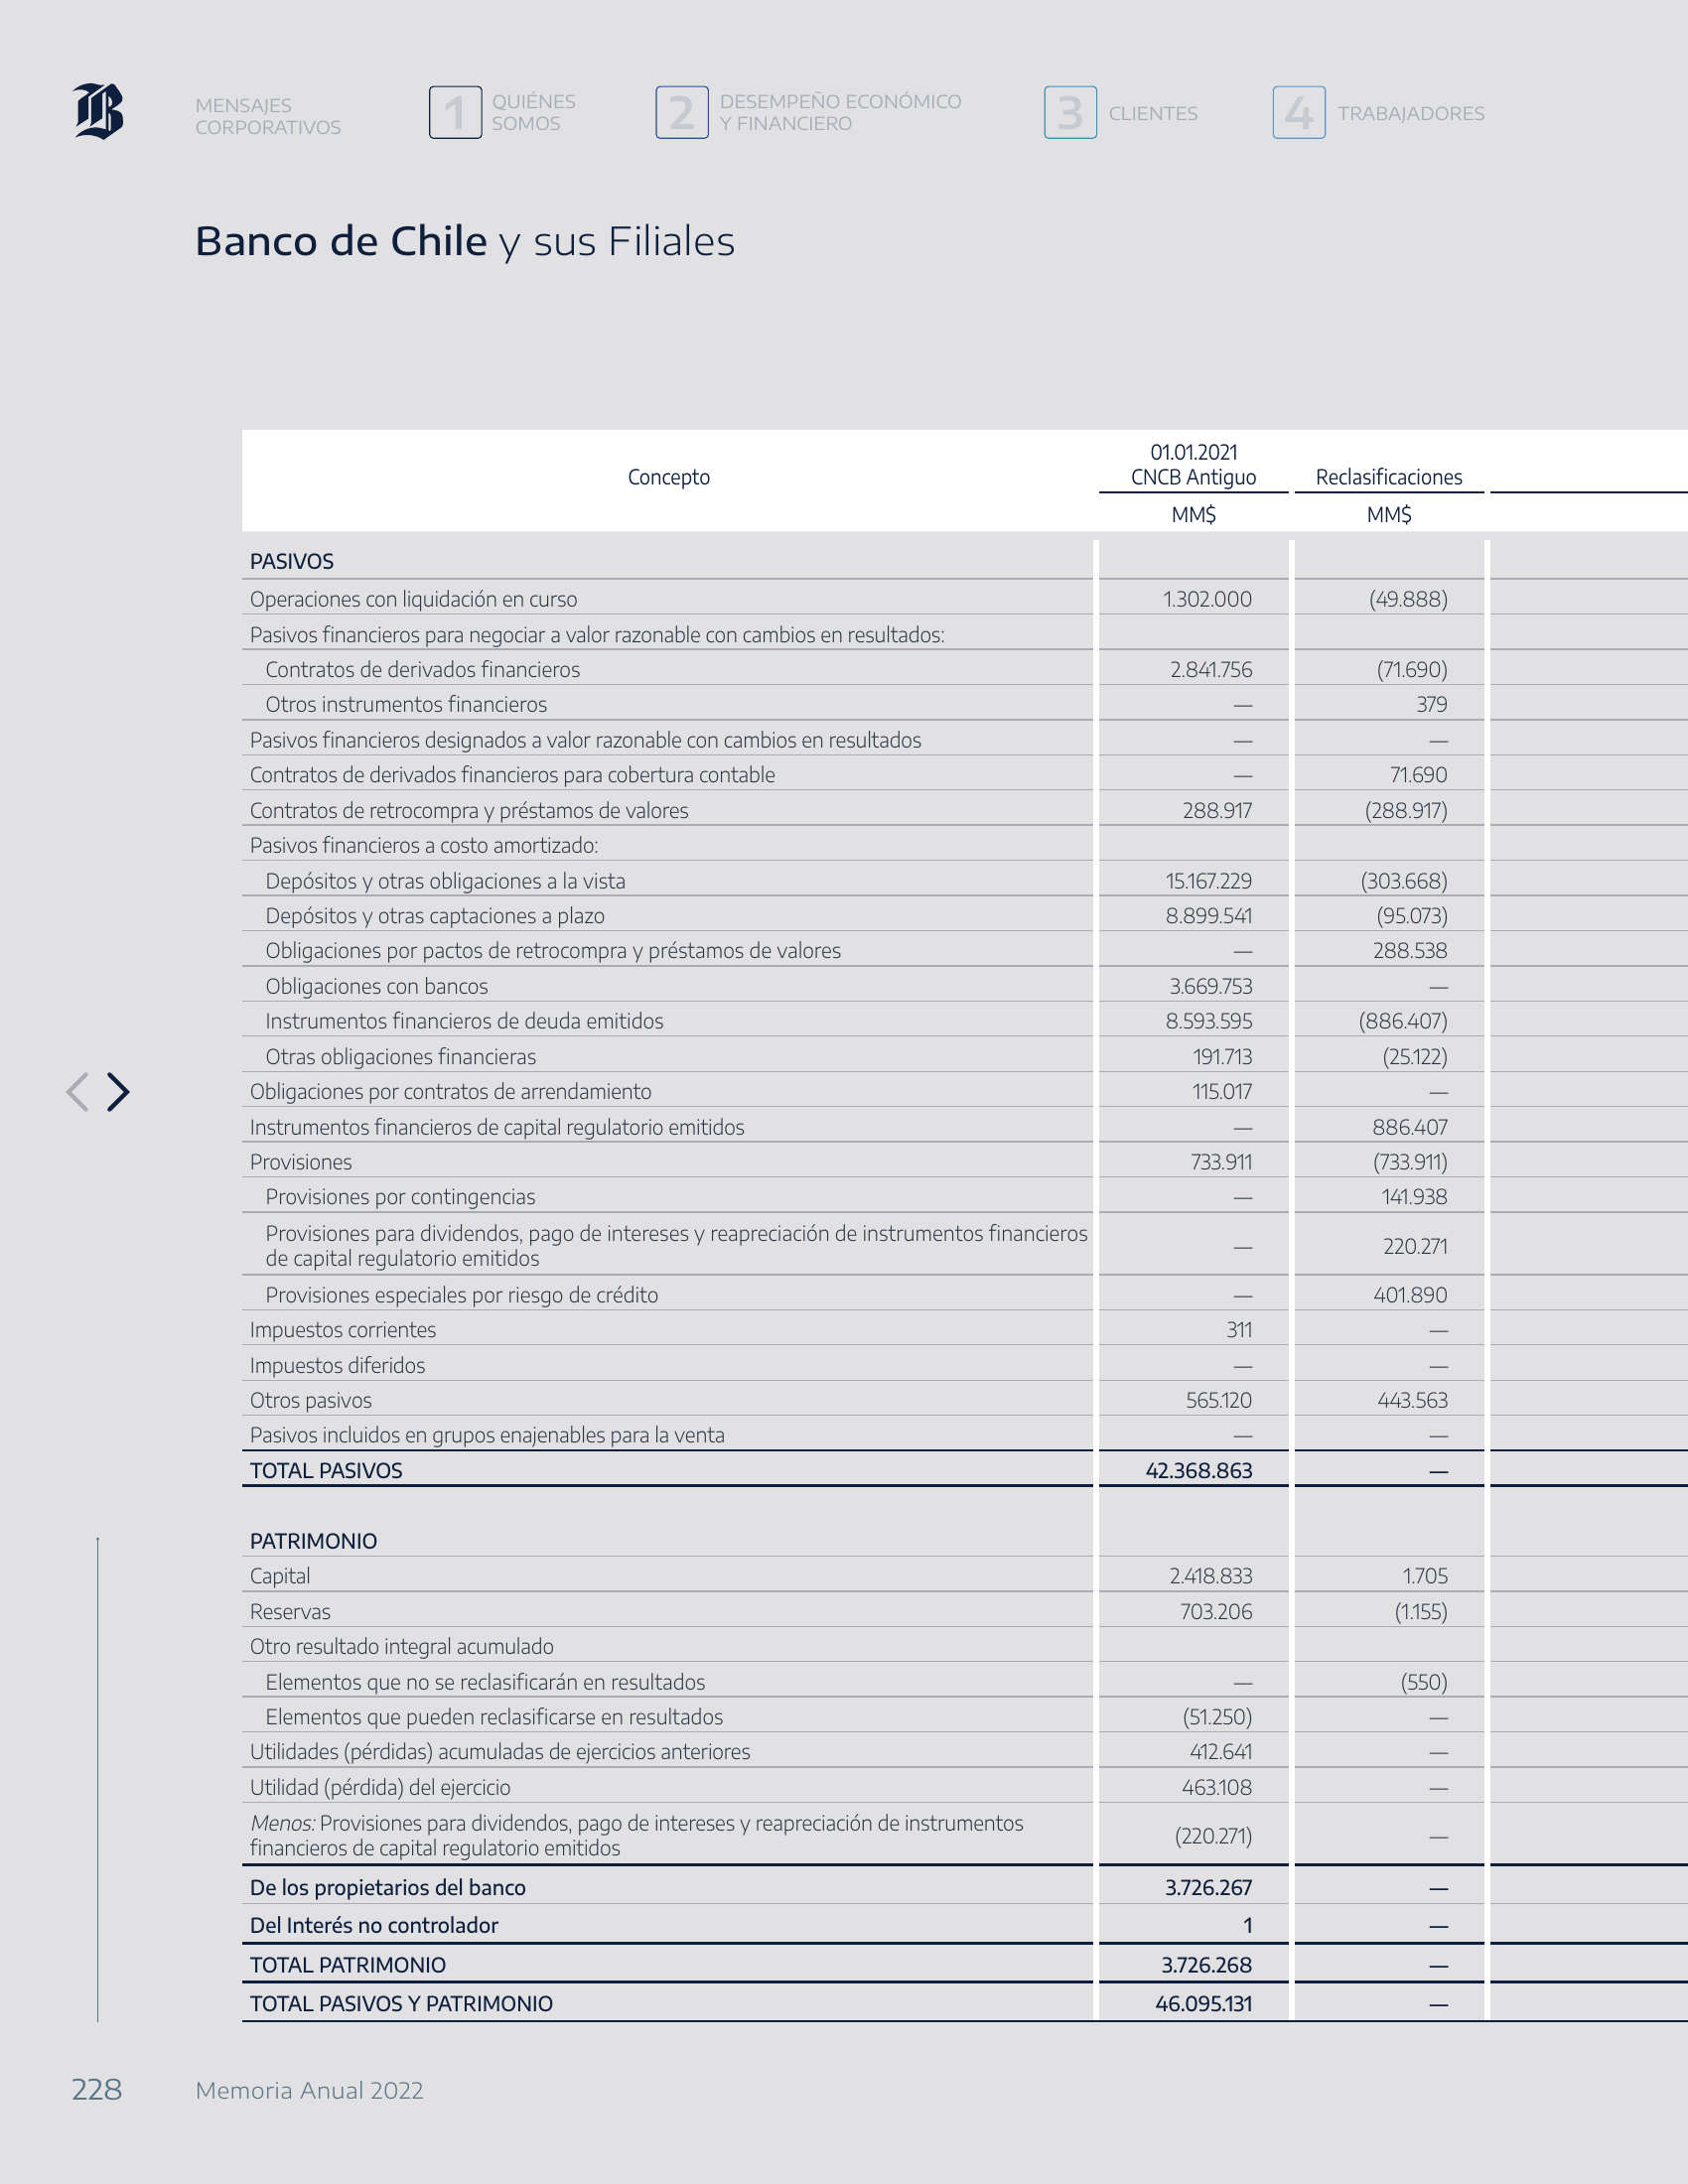 B
MENSAJES
CORPORATIVOS
1
QUIÉNES
SOMOS
2
DESEMPEÑO ECONÓMICO
Y FINANCIERO
3
CLIENTES
4
TRABAJADORES
Banco de Chile y sus Filiales
Concepto
01.01.2021
CNCB Antiguo
Reclasificaciones
MM$ MM$
PASIVOS
Operaciones con liquidación en curso 1.302.000 (49.888)
Pasivos financieros para negociar a valor razonable con cambios en resultados:
Contratos de derivados financieros 2.841.756 (71.690)
Otros instrumentos financieros — 379
Pasivos financieros designados a valor razonable con cambios en resultados — —
Contratos de derivados financieros para cobertura contable — 71.690
Contratos de retrocompra y préstamos de valores 288.917 (288.917)
Pasivos financieros a costo amortizado:
Depósitos y otras obligaciones a la vista 15.167.229 (303.668)
Depósitos y otras captaciones a plazo 8.899.541 (95.073)
Obligaciones por pactos de retrocompra y préstamos de valores — 288.538
Obligaciones con bancos 3.669.753 —
Instrumentos financieros de deuda emitidos 8.593.595 (886.407)
Otras obligaciones financieras 191.713 (25.122)
Obligaciones por contratos de arrendamiento 115.017 —
Instrumentos financieros de capital regulatorio emitidos — 886.407
Provisiones 733.911 (733.911)
Provisiones por contingencias — 141.938
Provisiones para dividendos, pago de intereses y reapreciación de instrumentos financieros
de capital regulatorio emitidos — 220.271
Provisiones especiales por riesgo de crédito — 401.890
Impuestos corrientes 311 —
Impuestos diferidos — —
Otros pasivos 565.120 443.563
Pasivos incluidos en grupos enajenables para la venta — —
TOTAL PASIVOS 42.368.863 —
PATRIMONIO
Capital 2.418.833 1.705
Reservas 703.206 (1.155)
Otro resultado integral acumulado
Elementos que no se reclasificarán en resultados — (550)
Elementos que pueden reclasificarse en resultados (51.250) —
Utilidades (pérdidas) acumuladas de ejercicios anteriores 412.641 —
Utilidad (pérdida) del ejercicio 463.108 —
Menos: Provisiones para dividendos, pago de intereses y reapreciación de instrumentos
financieros de capital regulatorio emitidos (220.271) —
De los propietarios del banco 3.726.267 —
Del Interés no controlador 1 —
TOTAL PATRIMONIO 3.726.268 —
TOTAL PASIVOS Y PATRIMONIO 46.095.131 —
228 Memoria Anual 2022